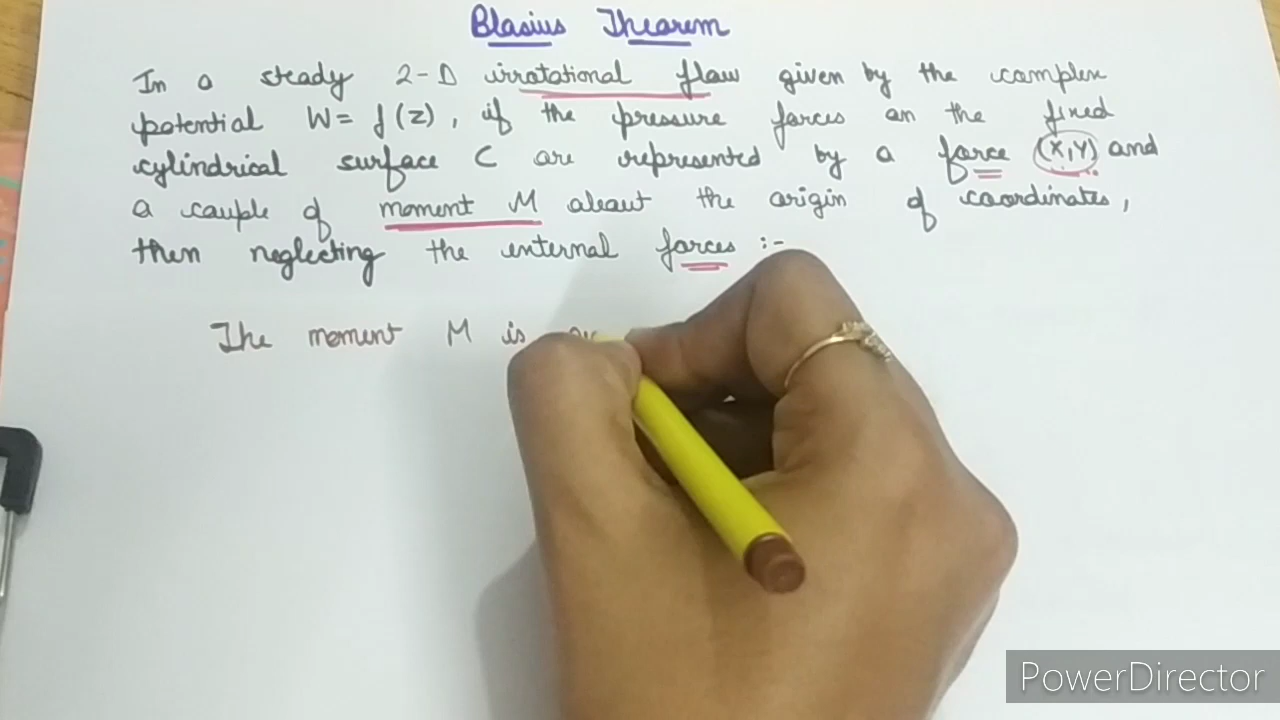 Blasius Thearem
In a steady 2-D irrotational flow given by the complex
potential W = f(z), if the pressure forces on the fixed
cylindrical surface C are represented by a force (X,Y) and
a couple of moment M about the origin of coordinates,
then neglecting the external forces :-
The moment M is
PowerDirector